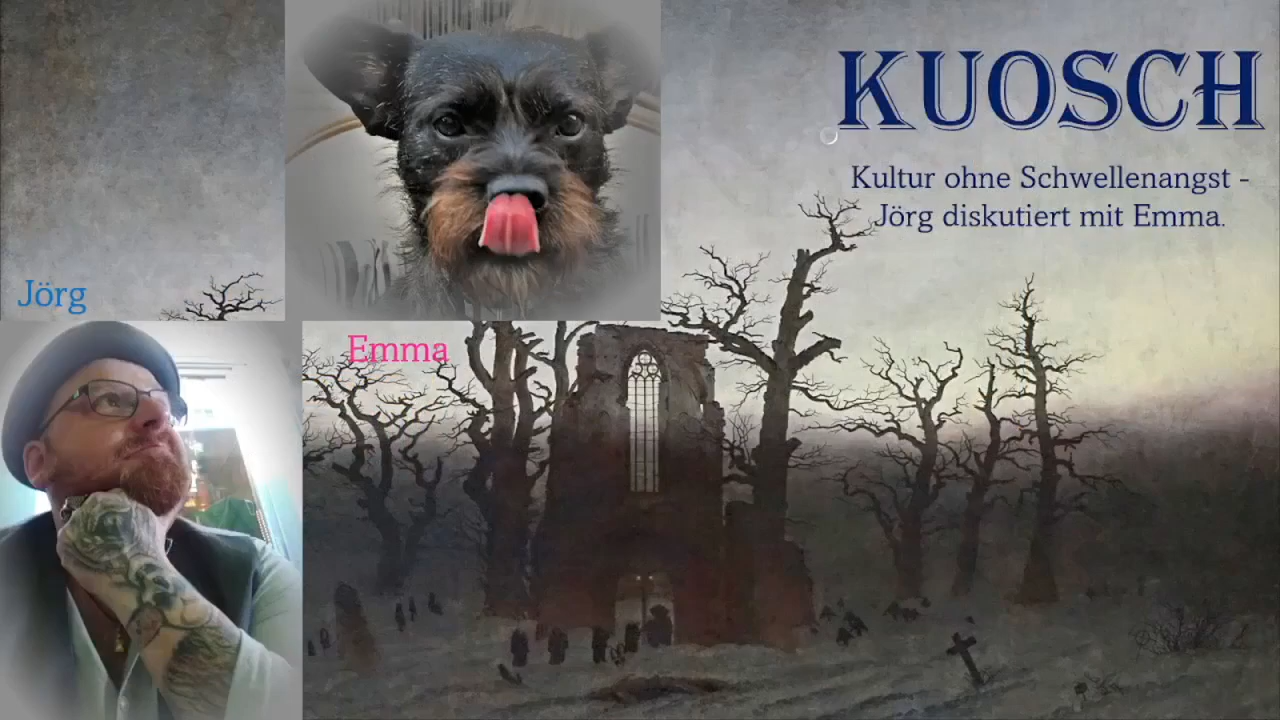 KUOSCH
Kultur ohne Schwellenangst -
Jörg diskutiert mit Emma.
Jörg
Emma